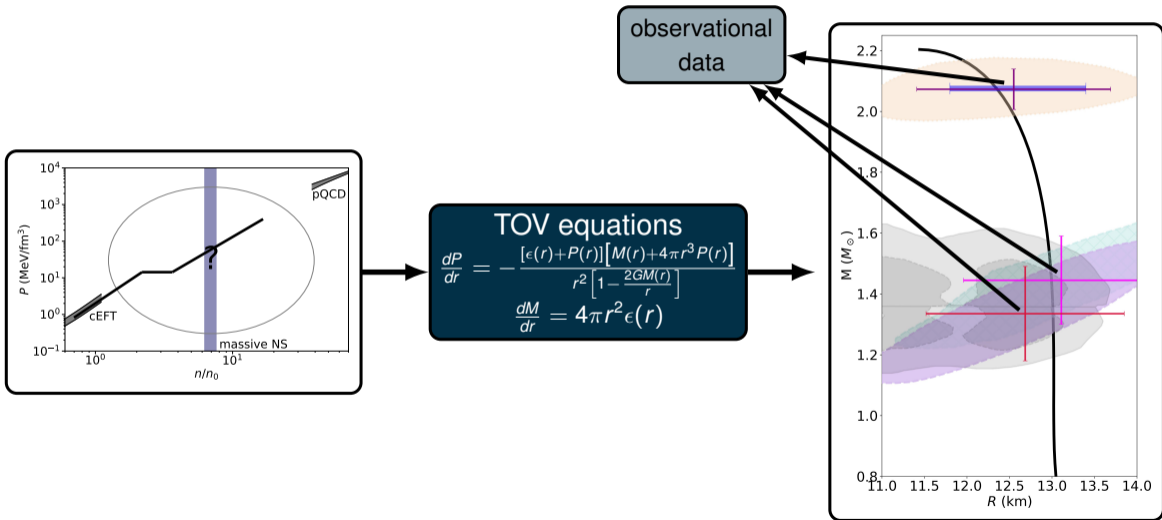 observational
data
10⁴
10³
10²
10¹
10⁰
10⁻¹
P (MeV/fm³)
pQCD
?
cEFT
massive NS
10⁰
10¹
n/n₀
TOV equations
dP/dr = −[ϵ(r)+P(r)][M(r)+4πr³P(r)]/r²[1−2GM(r)/r]
dM/dr = 4πr²ϵ(r)
2.2
2.0
1.8
1.6
1.4
1.2
1.0
0.8
M (M⊙)
11.0 11.5 12.0 12.5 13.0 13.5 14.0
R (km)